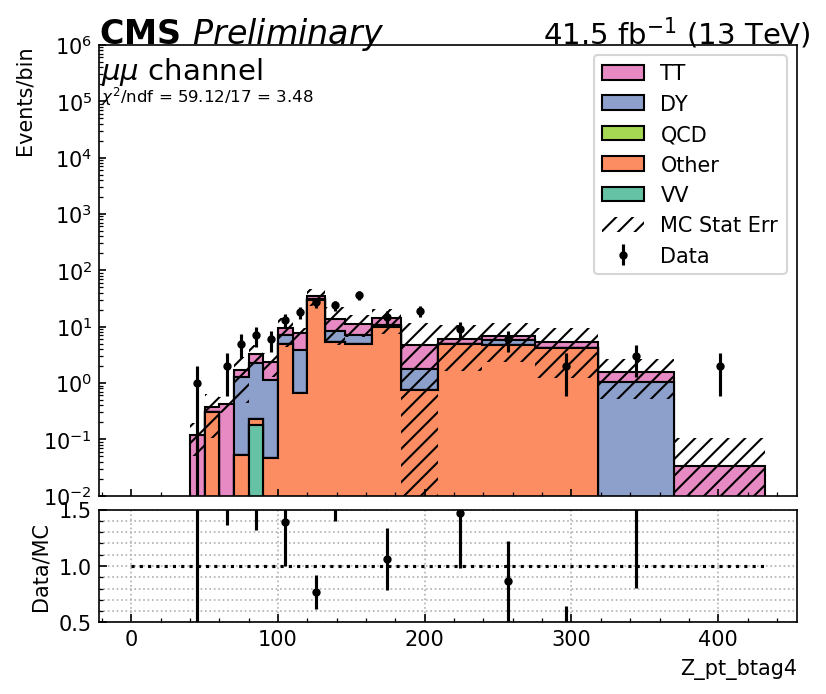 CMS Preliminary 41.5 fb⁻¹ (13 TeV)
μμ channel
χ²/ndf = 59.12/17 = 3.48
Events/bin
10⁶
10⁵
10⁴
10³
10²
10¹
10⁰
10⁻¹
10⁻²
TT
DY
QCD
Other
VV
MC Stat Err
Data
Data/MC
1.5
1.0
0.5
0 100 200 300 400
Z_pt_btag4